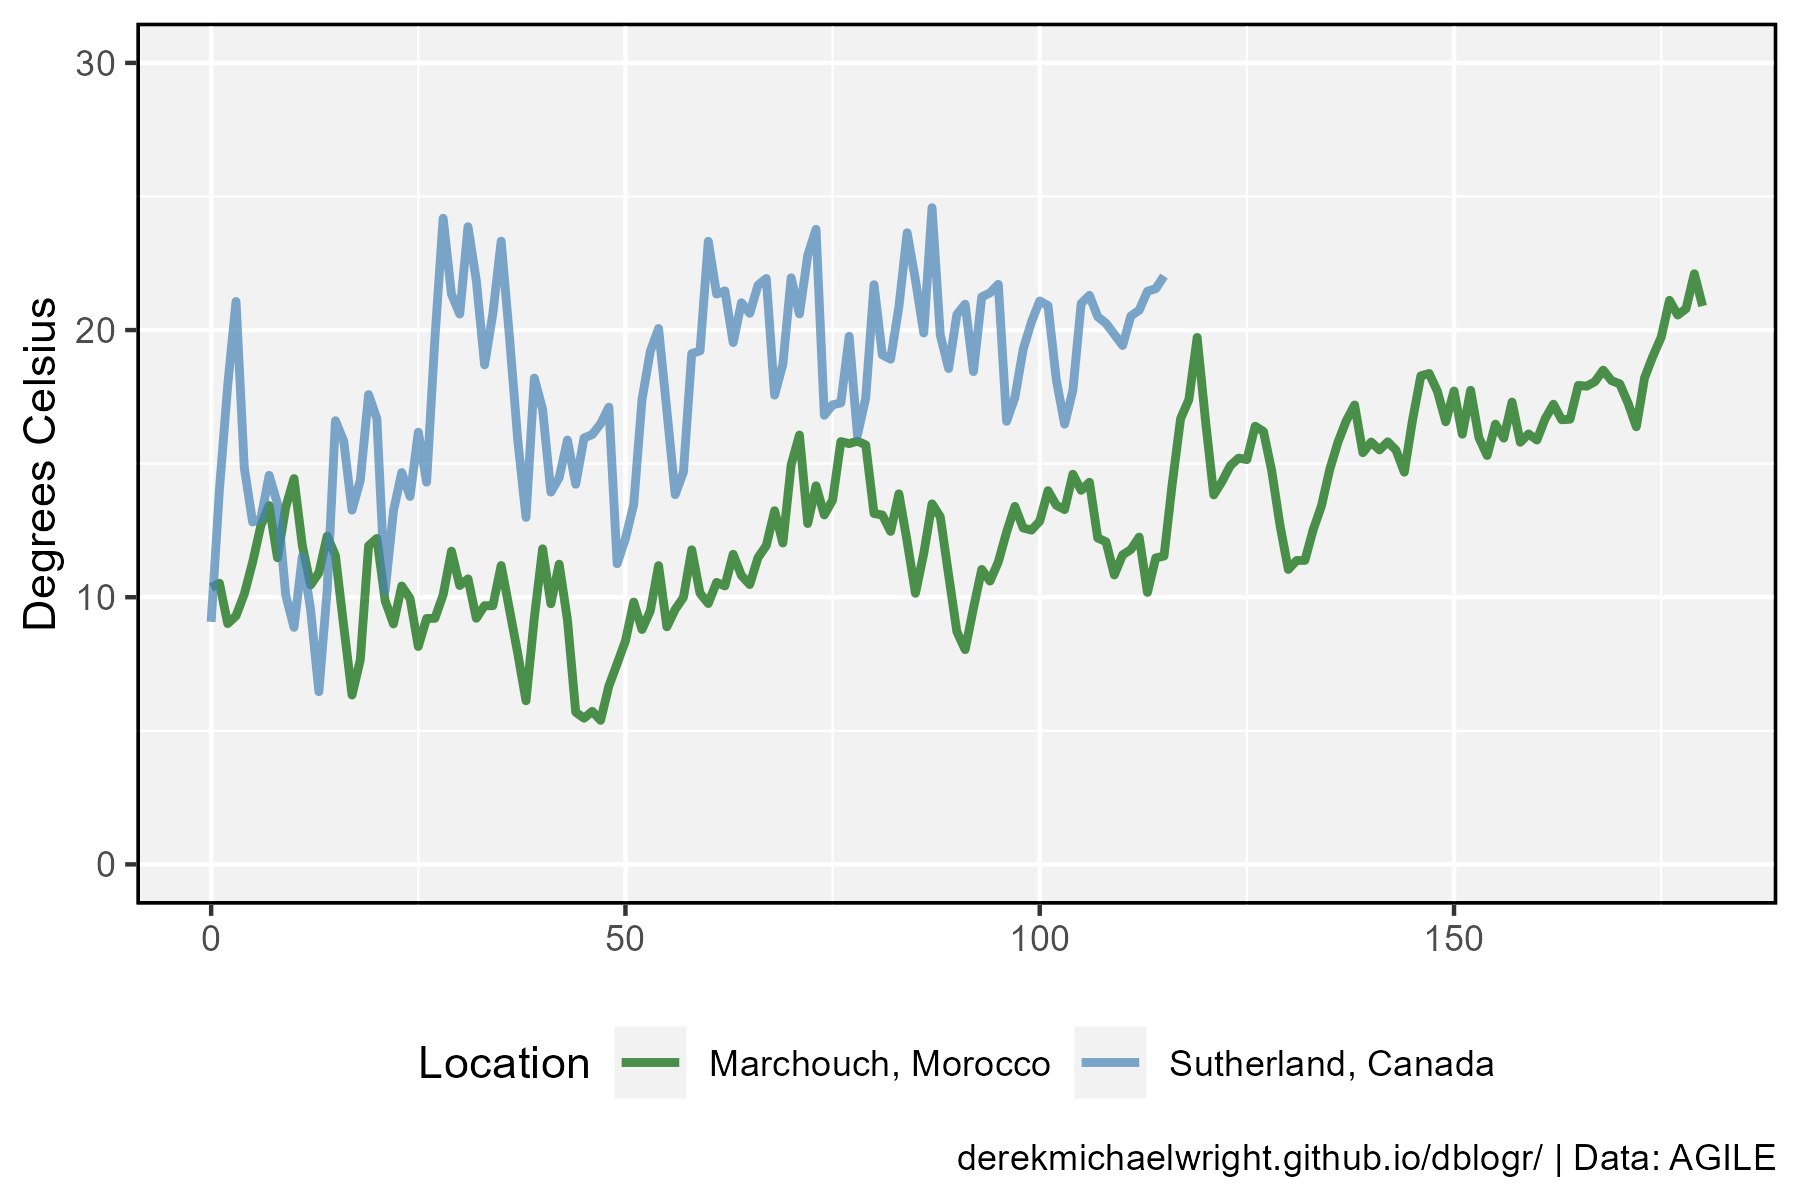 Degrees Celsius
30
20
10
0
0 50 100 150
Location Marchouch, Morocco Sutherland, Canada
derekmichaelwright.github.io/dblogr/ | Data: AGILE